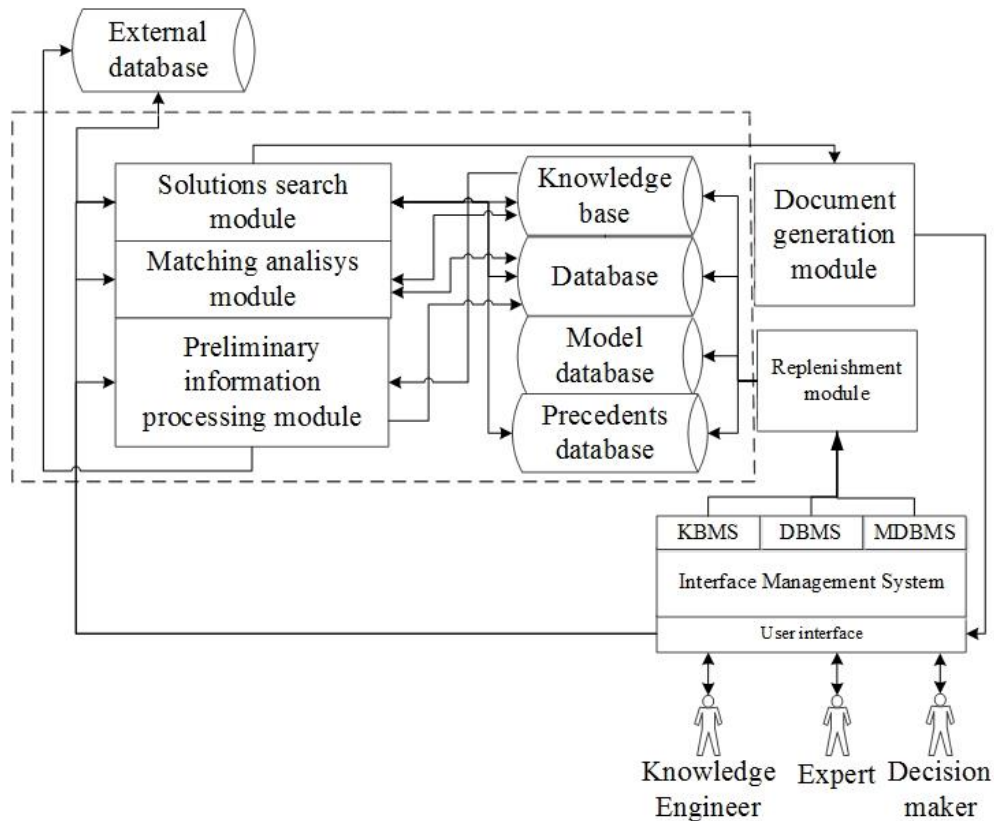 External
database
Solutions search
module
Matching analisys
module
Preliminary
information
processing module
Knowledge
base
Database
Model
database
Precedents
database
Document
generation
module
Replenishment
module
KBMS
DBMS
MDBMS
Interface Management System
User interface
Knowledge
Engineer
Expert
Decision
maker